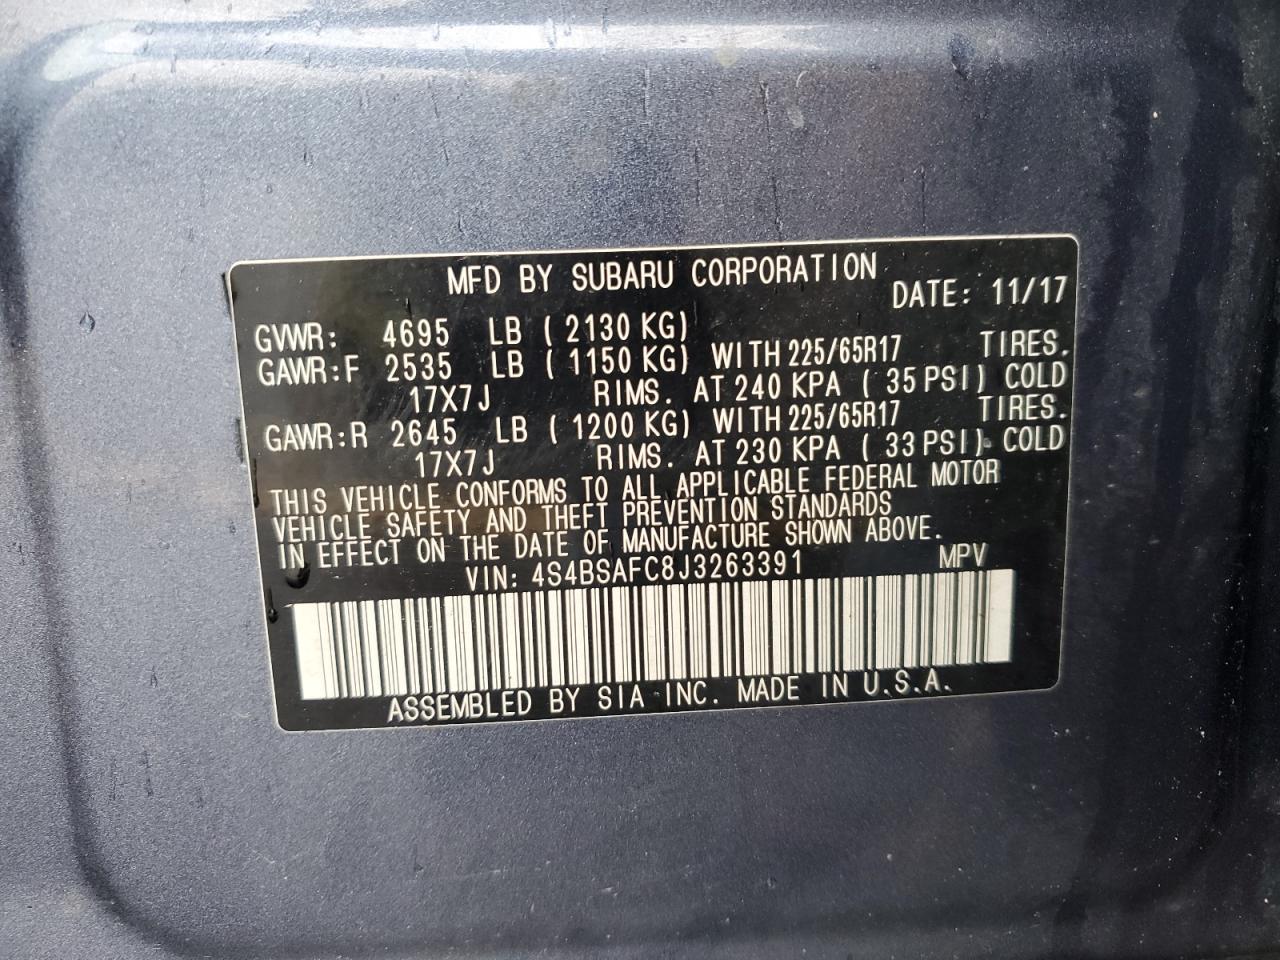 MFD BY SUBARU CORPORATION
DATE: 11/17
GVWR: 4695 LB ( 2130 KG)
GAWR:F 2535 LB ( 1150 KG) WITH 225/65R17 TIRES.
17X7J RIMS. AT 240 KPA ( 35 PSI) COLD
GAWR:R 2645 LB ( 1200 KG) WITH 225/65R17 TIRES.
17X7J RIMS. AT 230 KPA ( 33 PSI) COLD
THIS VEHICLE CONFORMS TO ALL APPLICABLE FEDERAL MOTOR
VEHICLE SAFETY AND THEFT PREVENTION STANDARDS
IN EFFECT ON THE DATE OF MANUFACTURE SHOWN ABOVE.
VIN: 4S4BSAFC8J3263391 MPV
ASSEMBLED BY SIA INC. MADE IN U.S.A.